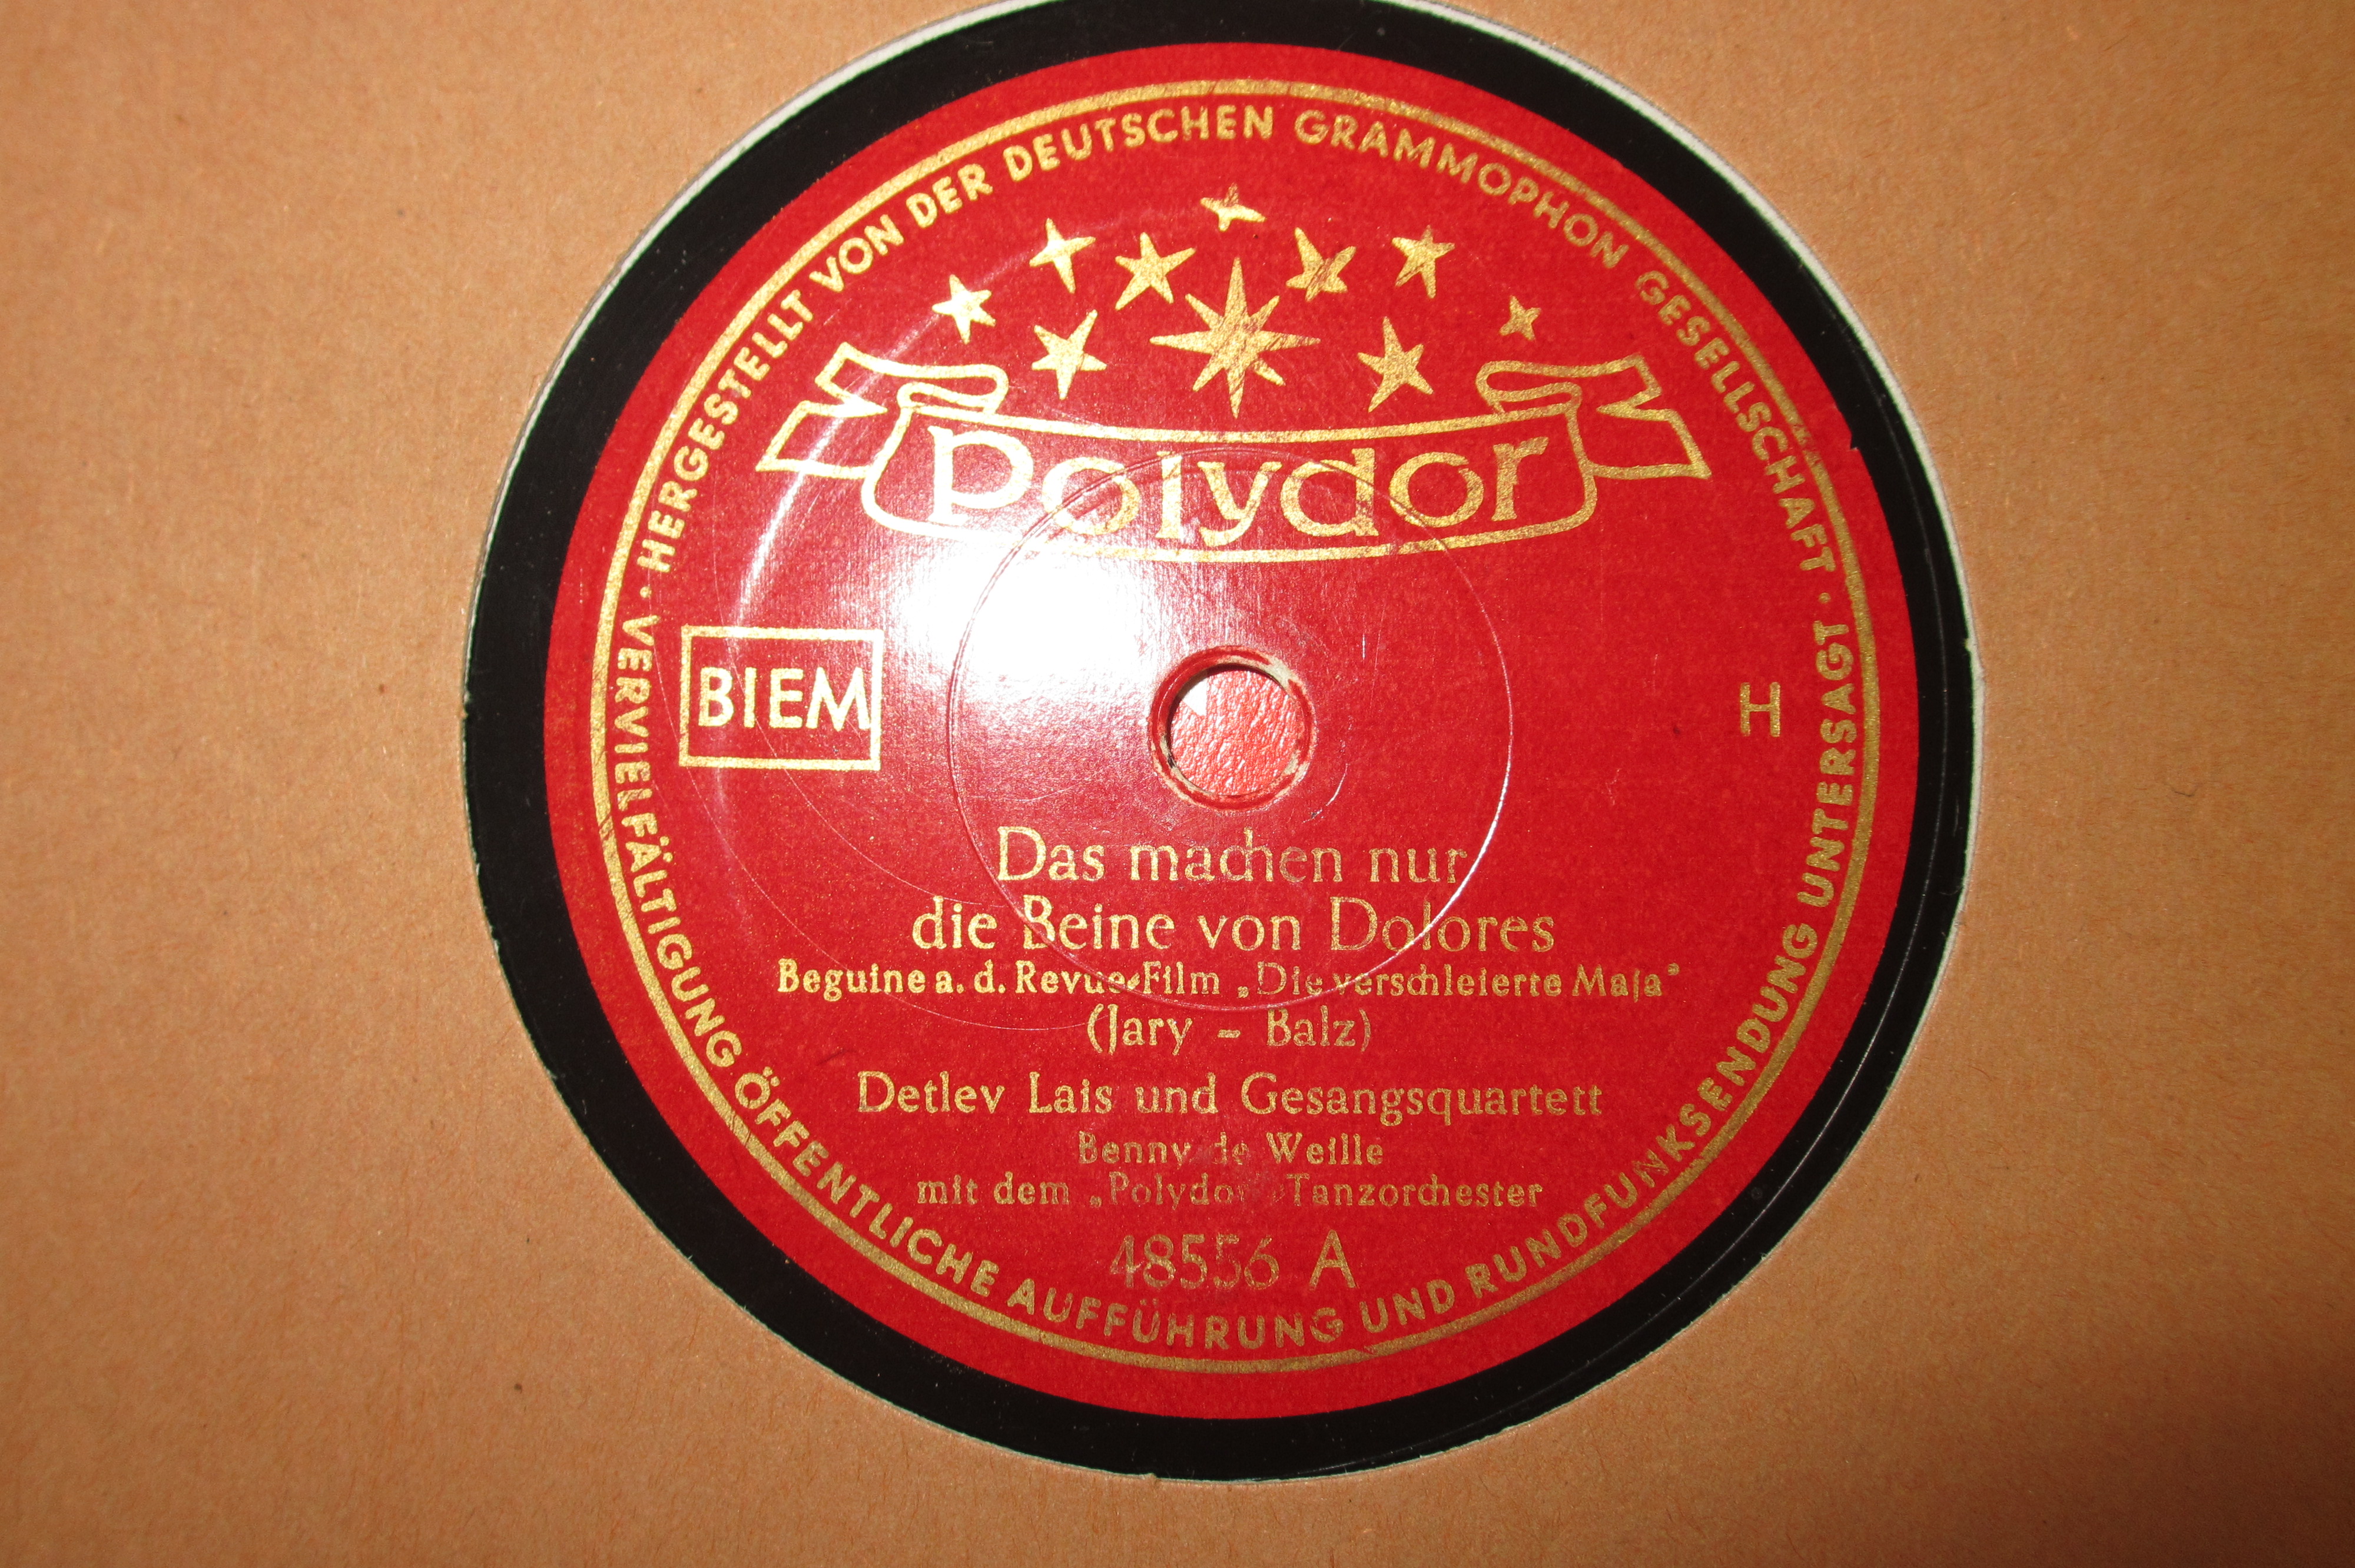 · HERGESTELLT VON DER DEUTSCHEN GRAMMOPHON GESELLSCHAFT ·
polydor
BIEM
H
Das machen nur
die Beine von Dolores
Beguine a. d. Revue-Film „Die verschleierte Maja"
(Jary - Balz)
Detlev Lais und Gesangsquartett
Benny de Weille
mit dem „Polydor" Tanzorchester
48556 A
VERVIELFÄLTIGUNG ÖFFENTLICHE AUFFÜHRUNG UND RUNDFUNKSENDUNG UNTERSAGT